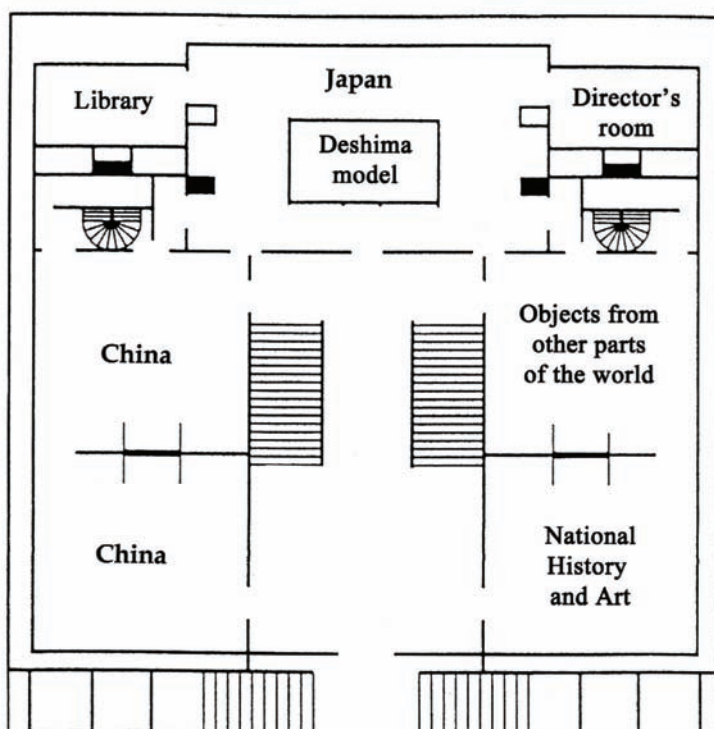 Library
Japan
Director's
room
Deshima
model
China
Objects from
other parts
of the world
China
National
History
and Art